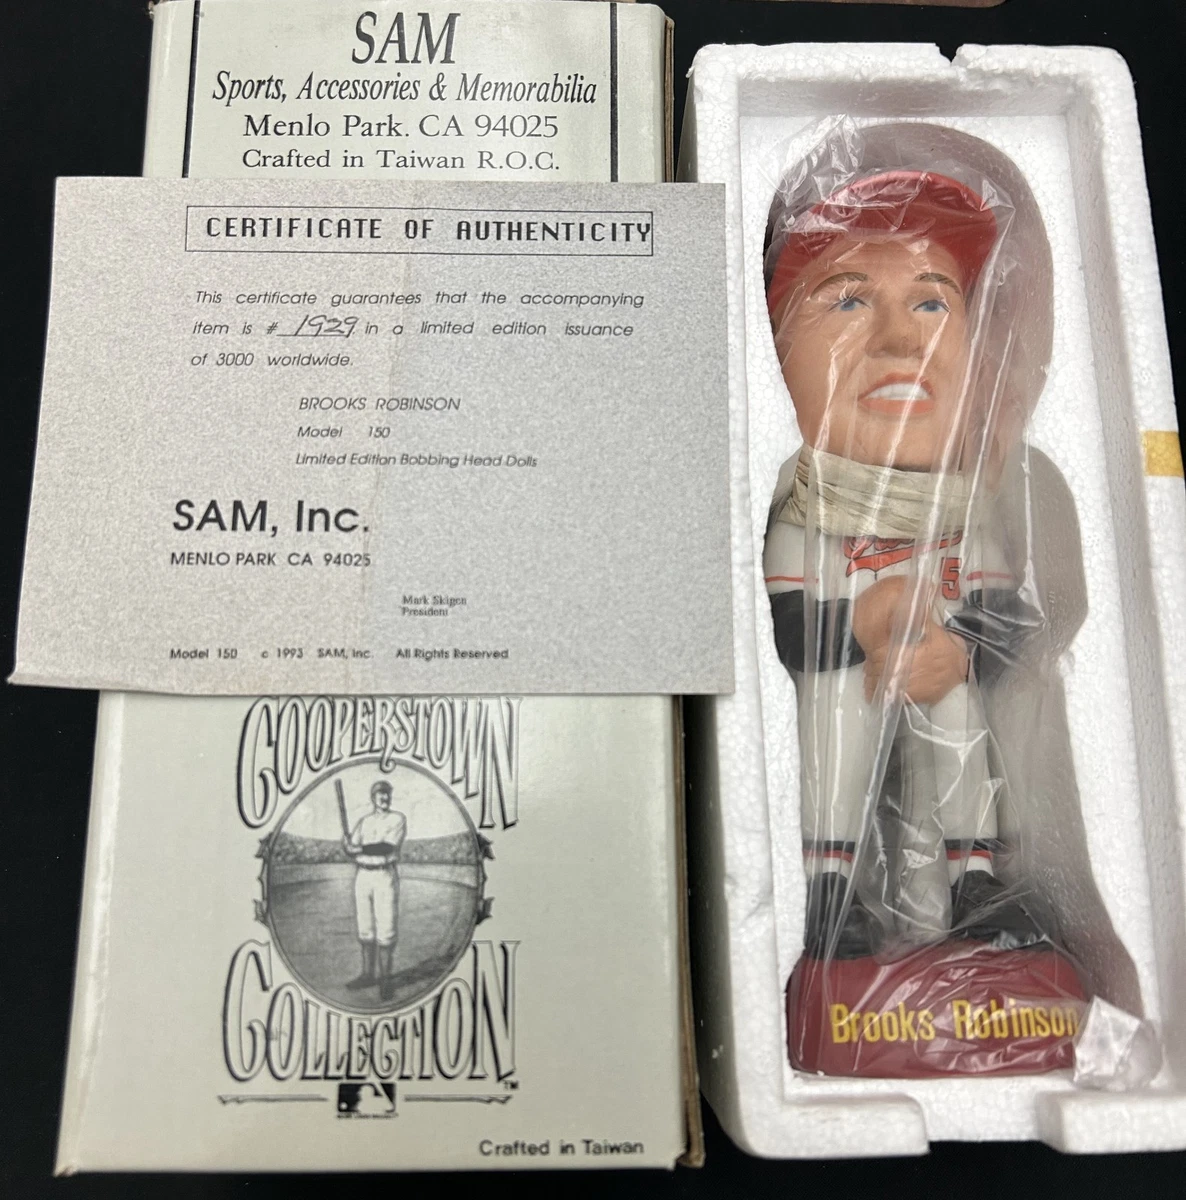 SAM
Sports, Accessories & Memorabilia
Menlo Park. CA 94025
Crafted in Taiwan R.O.C.
CERTIFICATE OF AUTHENTICITY
This certificate guarantees that the accompanying
item is # 1929 in a limited edition issuance
of 3000 worldwide.
BROOKS ROBINSON
Model 150
Limited Edition Bobbing Head Dolls
SAM, Inc.
MENLO PARK CA 94025
Mark Skigen
President
Model 150 c 1993 SAM, Inc. All Rights Reserved
COOPERSTOWN
COLLECTION
TM
Crafted in Taiwan
5
Brooks Robinson